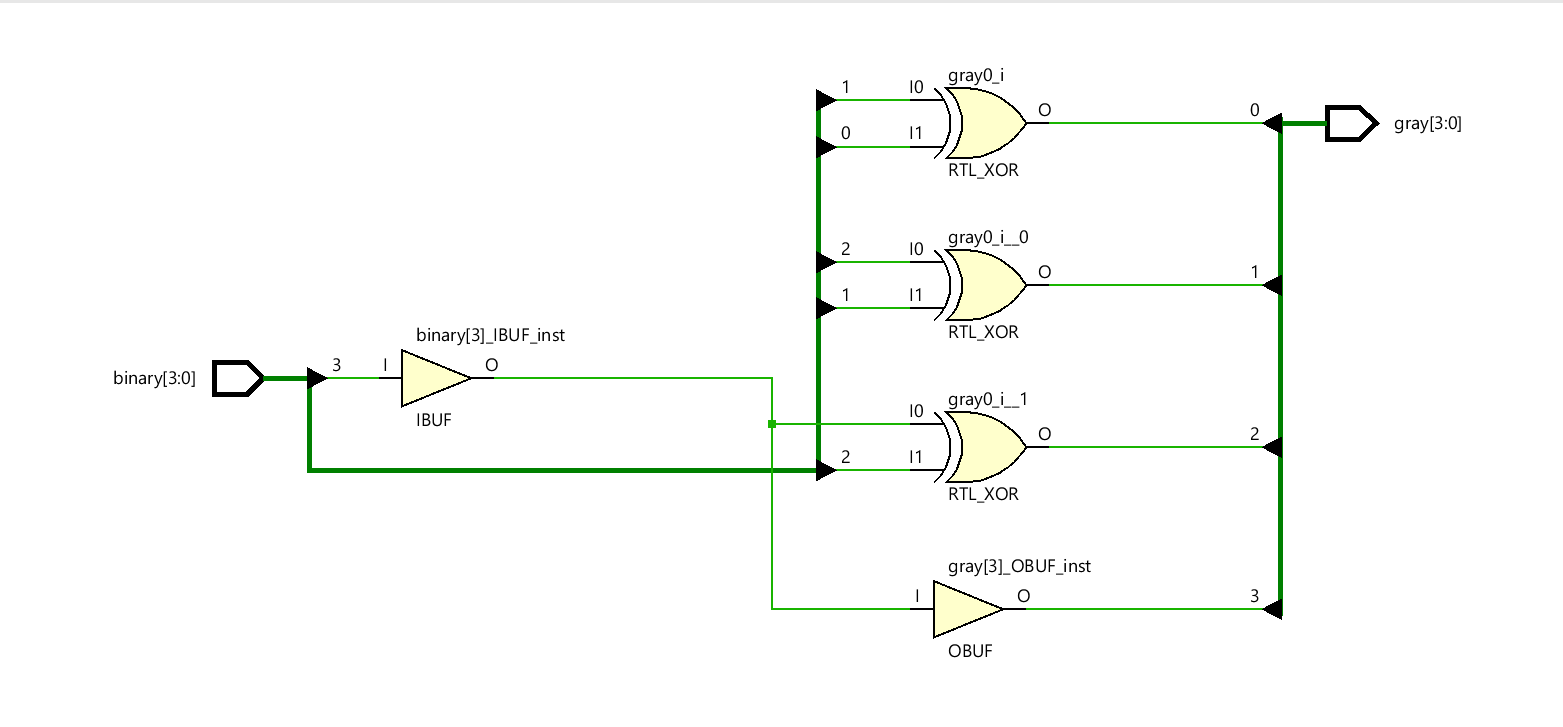 gray0_i
1
I0
O
0
gray[3:0]
0
I1
RTL_XOR
gray0_i__0
2
I0
O
1
1
I1
RTL_XOR
binary[3]_IBUF_inst
binary[3:0]
3
I
O
IBUF
gray0_i__1
I0
O
2
2
I1
RTL_XOR
gray[3]_OBUF_inst
I
O
3
OBUF